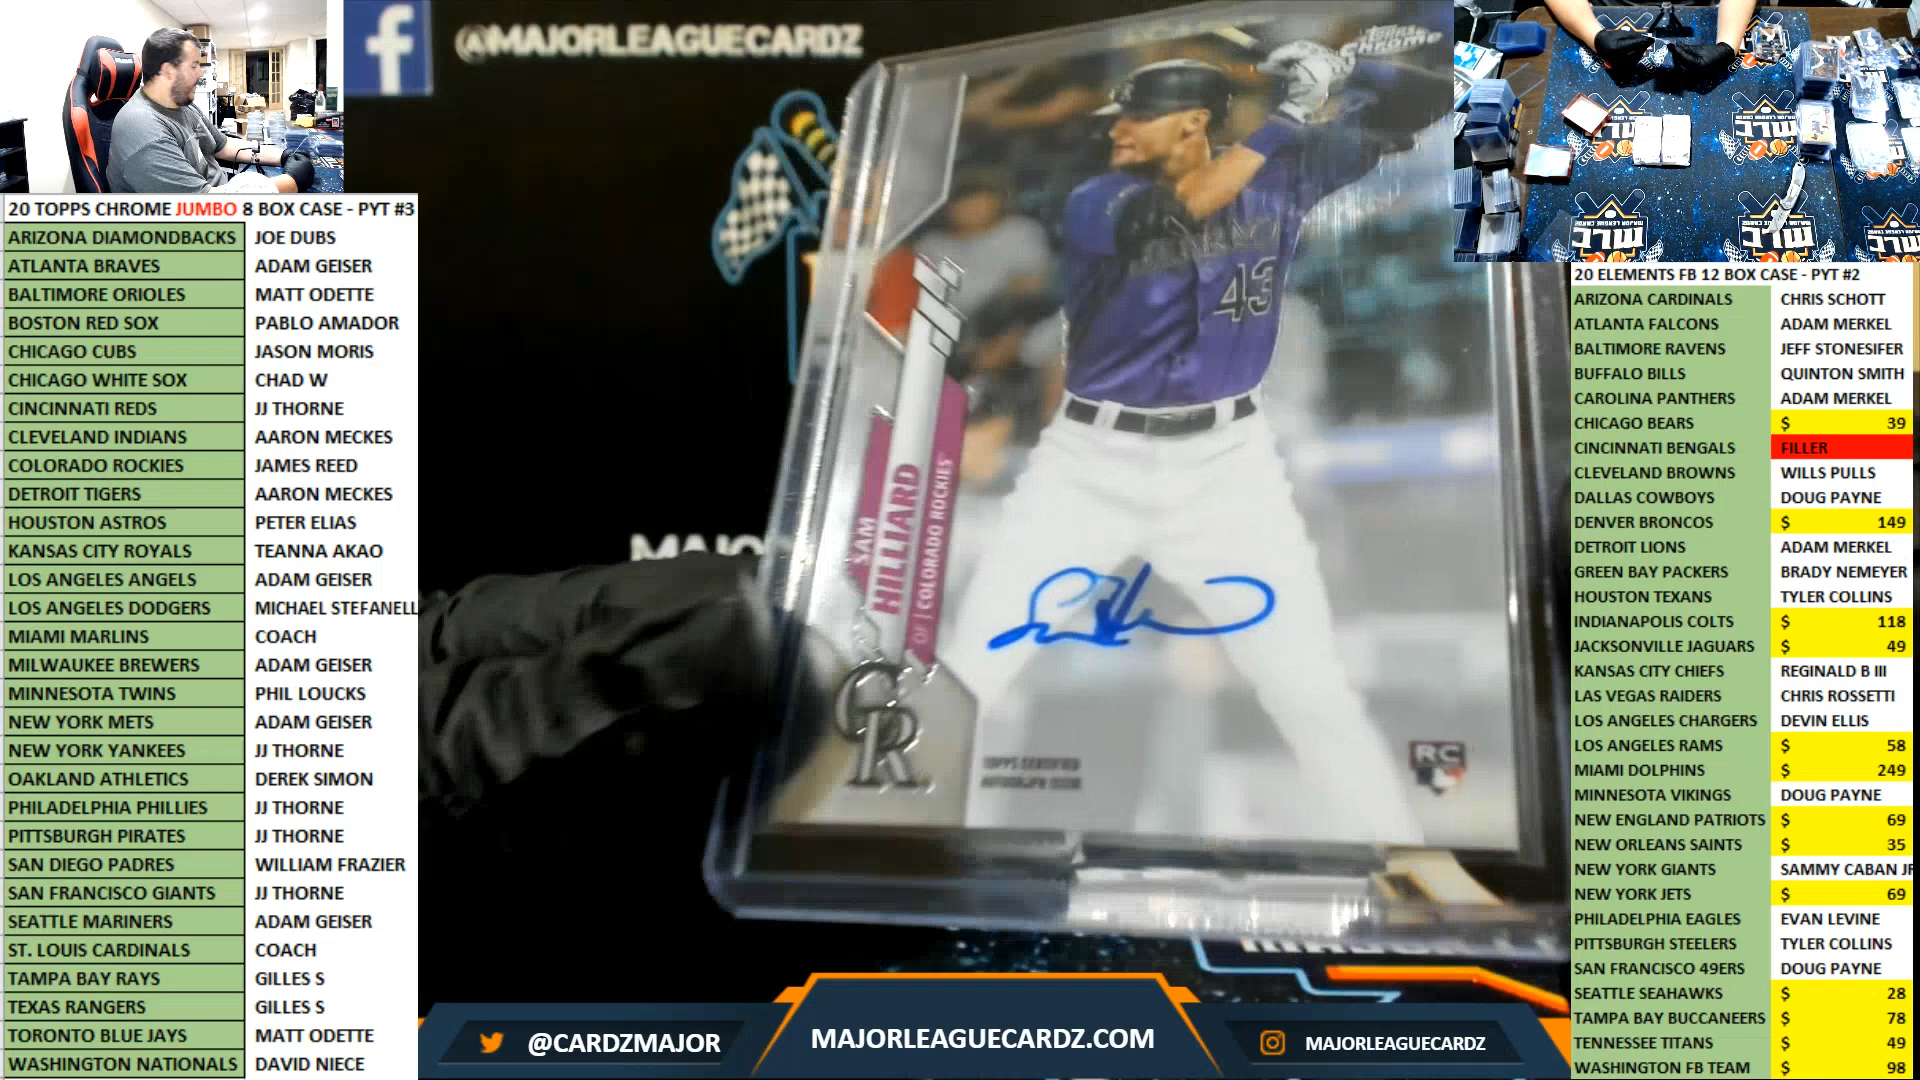 @MAJORLEAGUECARDZ
Topps Chrome
20 TOPPS CHROME JUMBO 8 BOX CASE - PYT #3
ARIZONA DIAMONDBACKS JOE DUBS
ATLANTA BRAVES ADAM GEISER
BALTIMORE ORIOLES MATT ODETTE
BOSTON RED SOX PABLO AMADOR
CHICAGO CUBS JASON MORIS
CHICAGO WHITE SOX CHAD W
CINCINNATI REDS JJ THORNE
CLEVELAND INDIANS AARON MECKES
COLORADO ROCKIES JAMES REED
DETROIT TIGERS AARON MECKES
HOUSTON ASTROS PETER ELIAS
KANSAS CITY ROYALS TEANNA AKAO
LOS ANGELES ANGELS ADAM GEISER
LOS ANGELES DODGERS MICHAEL STEFANELL
MIAMI MARLINS COACH
MILWAUKEE BREWERS ADAM GEISER
MINNESOTA TWINS PHIL LOUCKS
NEW YORK METS ADAM GEISER
NEW YORK YANKEES JJ THORNE
OAKLAND ATHLETICS DEREK SIMON
PHILADELPHIA PHILLIES JJ THORNE
PITTSBURGH PIRATES JJ THORNE
SAN DIEGO PADRES WILLIAM FRAZIER
SAN FRANCISCO GIANTS JJ THORNE
SEATTLE MARINERS ADAM GEISER
ST. LOUIS CARDINALS COACH
TAMPA BAY RAYS GILLES S
TEXAS RANGERS GILLES S
TORONTO BLUE JAYS MATT ODETTE
WASHINGTON NATIONALS DAVID NIECE
43
SAM
HILLIARD
OF | COLORADO ROCKIES
CR
TOPPS CERTIFIED
AUTOGRAPH ISSUE
RC
MAJO
@CARDZMAJOR
MAJORLEAGUECARDZ.COM
MAJORLEAGUECARDZ
20 ELEMENTS FB 12 BOX CASE - PYT #2
ARIZONA CARDINALS CHRIS SCHOTT
ATLANTA FALCONS ADAM MERKEL
BALTIMORE RAVENS JEFF STONESIFER
BUFFALO BILLS QUINTON SMITH
CAROLINA PANTHERS ADAM MERKEL
CHICAGO BEARS $ 39
CINCINNATI BENGALS FILLER
CLEVELAND BROWNS WILLS PULLS
DALLAS COWBOYS DOUG PAYNE
DENVER BRONCOS $ 149
DETROIT LIONS ADAM MERKEL
GREEN BAY PACKERS BRADY NEMEYER
HOUSTON TEXANS TYLER COLLINS
INDIANAPOLIS COLTS $ 118
JACKSONVILLE JAGUARS $ 49
KANSAS CITY CHIEFS REGINALD B III
LAS VEGAS RAIDERS CHRIS ROSSETTI
LOS ANGELES CHARGERS DEVIN ELLIS
LOS ANGELES RAMS $ 58
MIAMI DOLPHINS $ 249
MINNESOTA VIKINGS DOUG PAYNE
NEW ENGLAND PATRIOTS $ 69
NEW ORLEANS SAINTS $ 35
NEW YORK GIANTS SAMMY CABAN JR
NEW YORK JETS $ 69
PHILADELPHIA EAGLES EVAN LEVINE
PITTSBURGH STEELERS TYLER COLLINS
SAN FRANCISCO 49ERS DOUG PAYNE
SEATTLE SEAHAWKS $ 28
TAMPA BAY BUCCANEERS $ 78
TENNESSEE TITANS $ 49
WASHINGTON FB TEAM $ 98